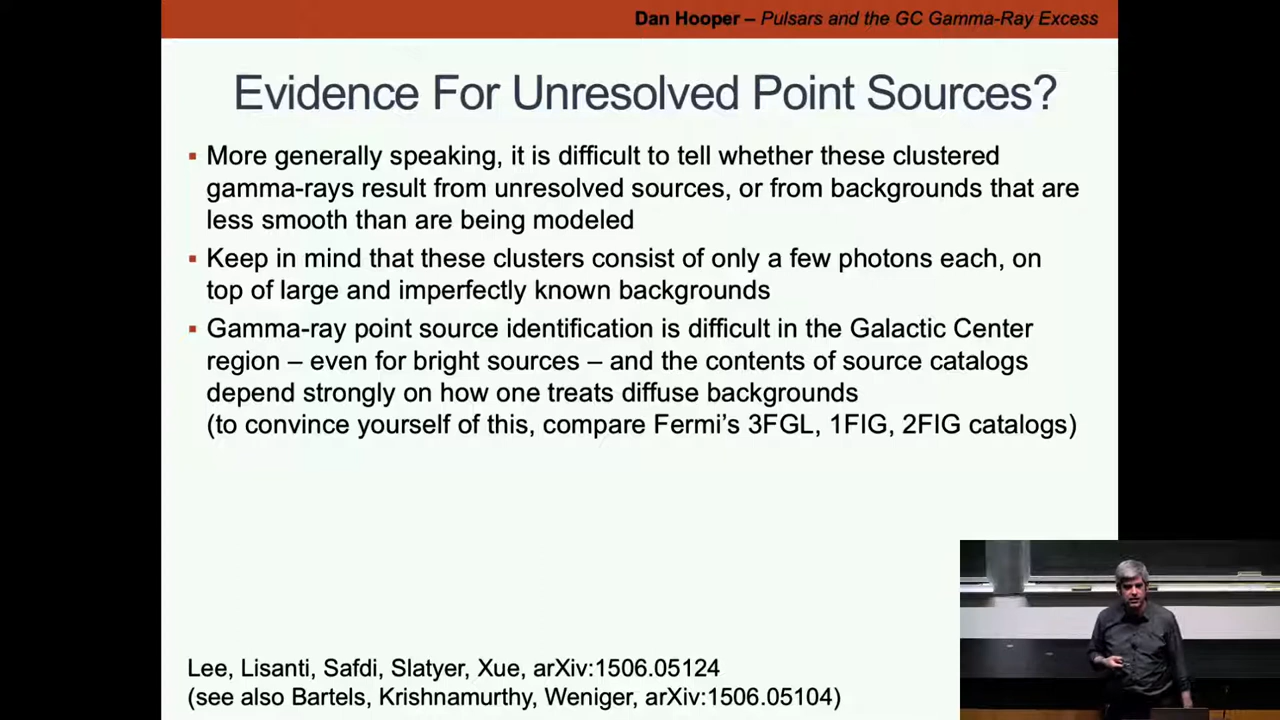 Dan Hooper – Pulsars and the GC Gamma-Ray Excess
Evidence For Unresolved Point Sources?
▪ More generally speaking, it is difficult to tell whether these clustered
gamma-rays result from unresolved sources, or from backgrounds that are
less smooth than are being modeled
▪ Keep in mind that these clusters consist of only a few photons each, on
top of large and imperfectly known backgrounds
▪ Gamma-ray point source identification is difficult in the Galactic Center
region – even for bright sources – and the contents of source catalogs
depend strongly on how one treats diffuse backgrounds
(to convince yourself of this, compare Fermi's 3FGL, 1FIG, 2FIG catalogs)
Lee, Lisanti, Safdi, Slatyer, Xue, arXiv:1506.05124
(see also Bartels, Krishnamurthy, Weniger, arXiv:1506.05104)